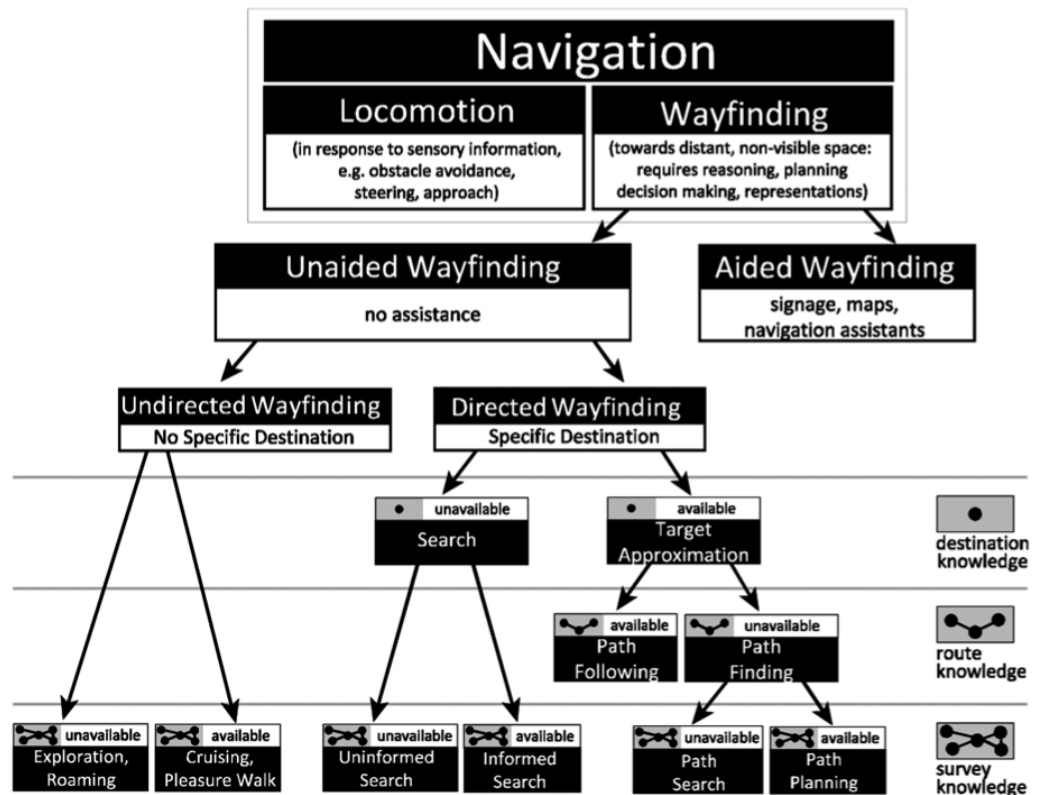 Navigation
Locomotion
(in response to sensory information,
e.g. obstacle avoidance,
steering, approach)
Wayfinding
(towards distant, non-visible space:
requires reasoning, planning
decision making, representations)
Unaided Wayfinding
no assistance
Aided Wayfinding
signage, maps,
navigation assistants
Undirected Wayfinding
No Specific Destination
Directed Wayfinding
Specific Destination
unavailable
Search
available
Target
Approximation
destination
knowledge
available
Path
Following
unavailable
Path
Finding
route
knowledge
unavailable
Exploration,
Roaming
available
Cruising,
Pleasure Walk
unavailable
Uninformed
Search
available
Informed
Search
unavailable
Path
Search
available
Path
Planning
survey
knowledge